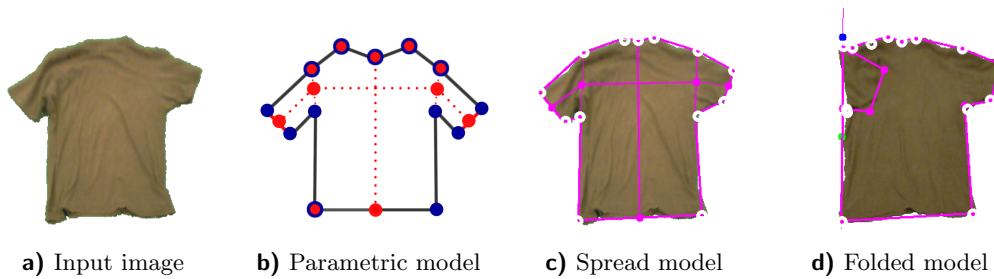 a) Input image
b) Parametric model
c) Spread model
d) Folded model